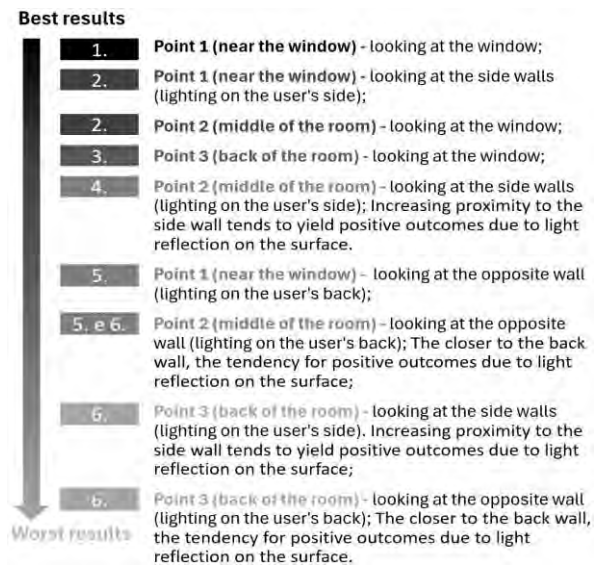 Best results
1. Point 1 (near the window) - looking at the window;
2. Point 1 (near the window) - looking at the side walls
(lighting on the user's side);
2. Point 2 (middle of the room) - looking at the window;
3. Point 3 (back of the room) - looking at the window;
4. Point 2 (middle of the room) - looking at the side walls
(lighting on the user's side); Increasing proximity to the
side wall tends to yield positive outcomes due to light
reflection on the surface.
5. Point 1 (near the window) - looking at the opposite wall
(lighting on the user's back);
5. e 6. Point 2 (middle of the room) - looking at the opposite
wall (lighting on the user's back); The closer to the back
wall, the tendency for positive outcomes due to light
reflection on the surface;
6. Point 3 (back of the room) - looking at the side walls
(lighting on the user's side). Increasing proximity to the
side wall tends to yield positive outcomes due to light
reflection on the surface;
6. Point 3 (back of the room) - looking at the opposite wall
(lighting on the user's back); The closer to the back wall,
the tendency for positive outcomes due to light
reflection on the surface.
Worst results